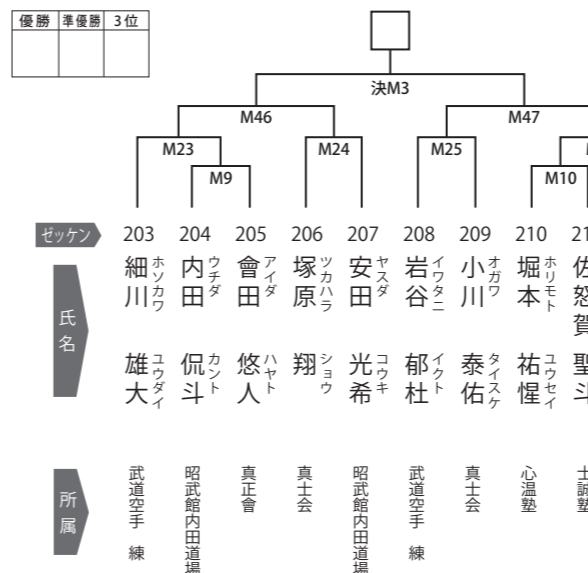 優勝 準優勝 3位
決M3
M46 M47
M23 M24 M25
M9 M10
ゼッケン 203 204 205 206 207 208 209 210
氏名
細川 雄大 ホソカワ ユウダイ
内田 侃斗 ウチダ カント
會田 悠人 アイダ ハヤト
塚原 翔 ツカハラ ショウ
安田 光希 ヤスダ コウキ
岩谷 郁杜 イワタニ イクト
小川 泰佑 オガワ タイスケ
堀本 祐惺 ホリモト ユウセイ
佐怒賀 聖斗
所属
武道空手 練
昭武館内田道場
真正會
真士会
昭武館内田道場
武道空手 練
真士会
心温塾
士誠塾